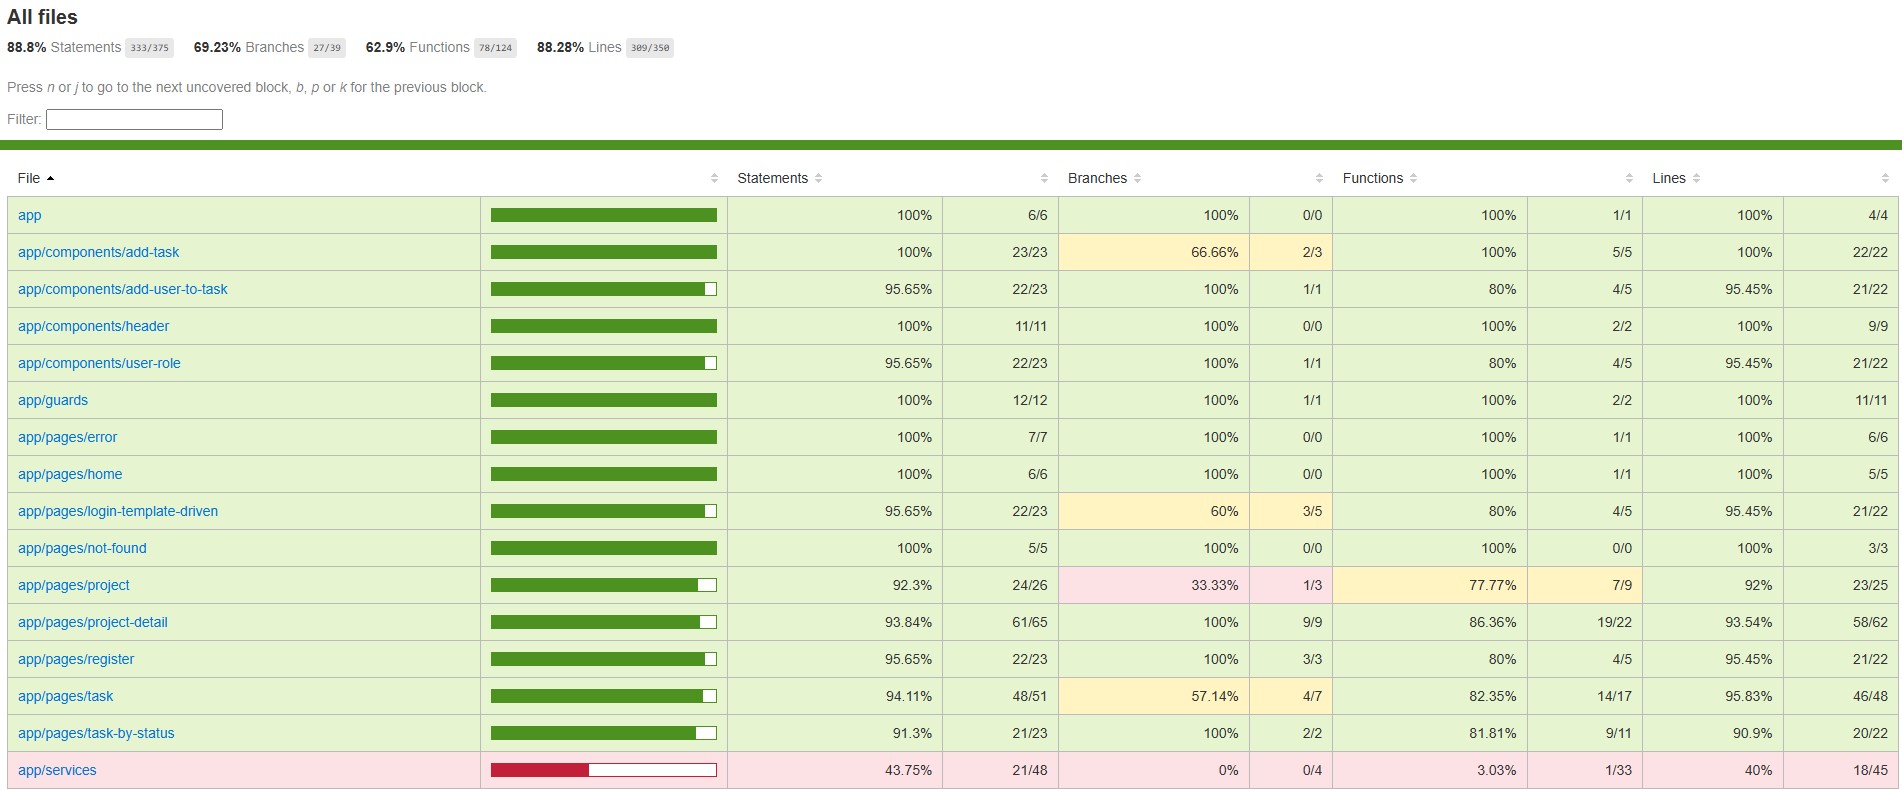 All files
88.8% Statements 333/375 69.23% Branches 27/39 62.9% Functions 78/124 88.28% Lines 309/350
Press n or j to go to the next uncovered block, b, p or k for the previous block.
Filter:
File Statements Branches Functions Lines
app 100% 6/6 100% 0/0 100% 1/1 100% 4/4
app/components/add-task 100% 23/23 66.66% 2/3 100% 5/5 100% 22/22
app/components/add-user-to-task 95.65% 22/23 100% 1/1 80% 4/5 95.45% 21/22
app/components/header 100% 11/11 100% 0/0 100% 2/2 100% 9/9
app/components/user-role 95.65% 22/23 100% 1/1 80% 4/5 95.45% 21/22
app/guards 100% 12/12 100% 1/1 100% 2/2 100% 11/11
app/pages/error 100% 7/7 100% 0/0 100% 1/1 100% 6/6
app/pages/home 100% 6/6 100% 0/0 100% 1/1 100% 5/5
app/pages/login-template-driven 95.65% 22/23 60% 3/5 80% 4/5 95.45% 21/22
app/pages/not-found 100% 5/5 100% 0/0 100% 0/0 100% 3/3
app/pages/project 92.3% 24/26 33.33% 1/3 77.77% 7/9 92% 23/25
app/pages/project-detail 93.84% 61/65 100% 9/9 86.36% 19/22 93.54% 58/62
app/pages/register 95.65% 22/23 100% 3/3 80% 4/5 95.45% 21/22
app/pages/task 94.11% 48/51 57.14% 4/7 82.35% 14/17 95.83% 46/48
app/pages/task-by-status 91.3% 21/23 100% 2/2 81.81% 9/11 90.9% 20/22
app/services 43.75% 21/48 0% 0/4 3.03% 1/33 40% 18/45